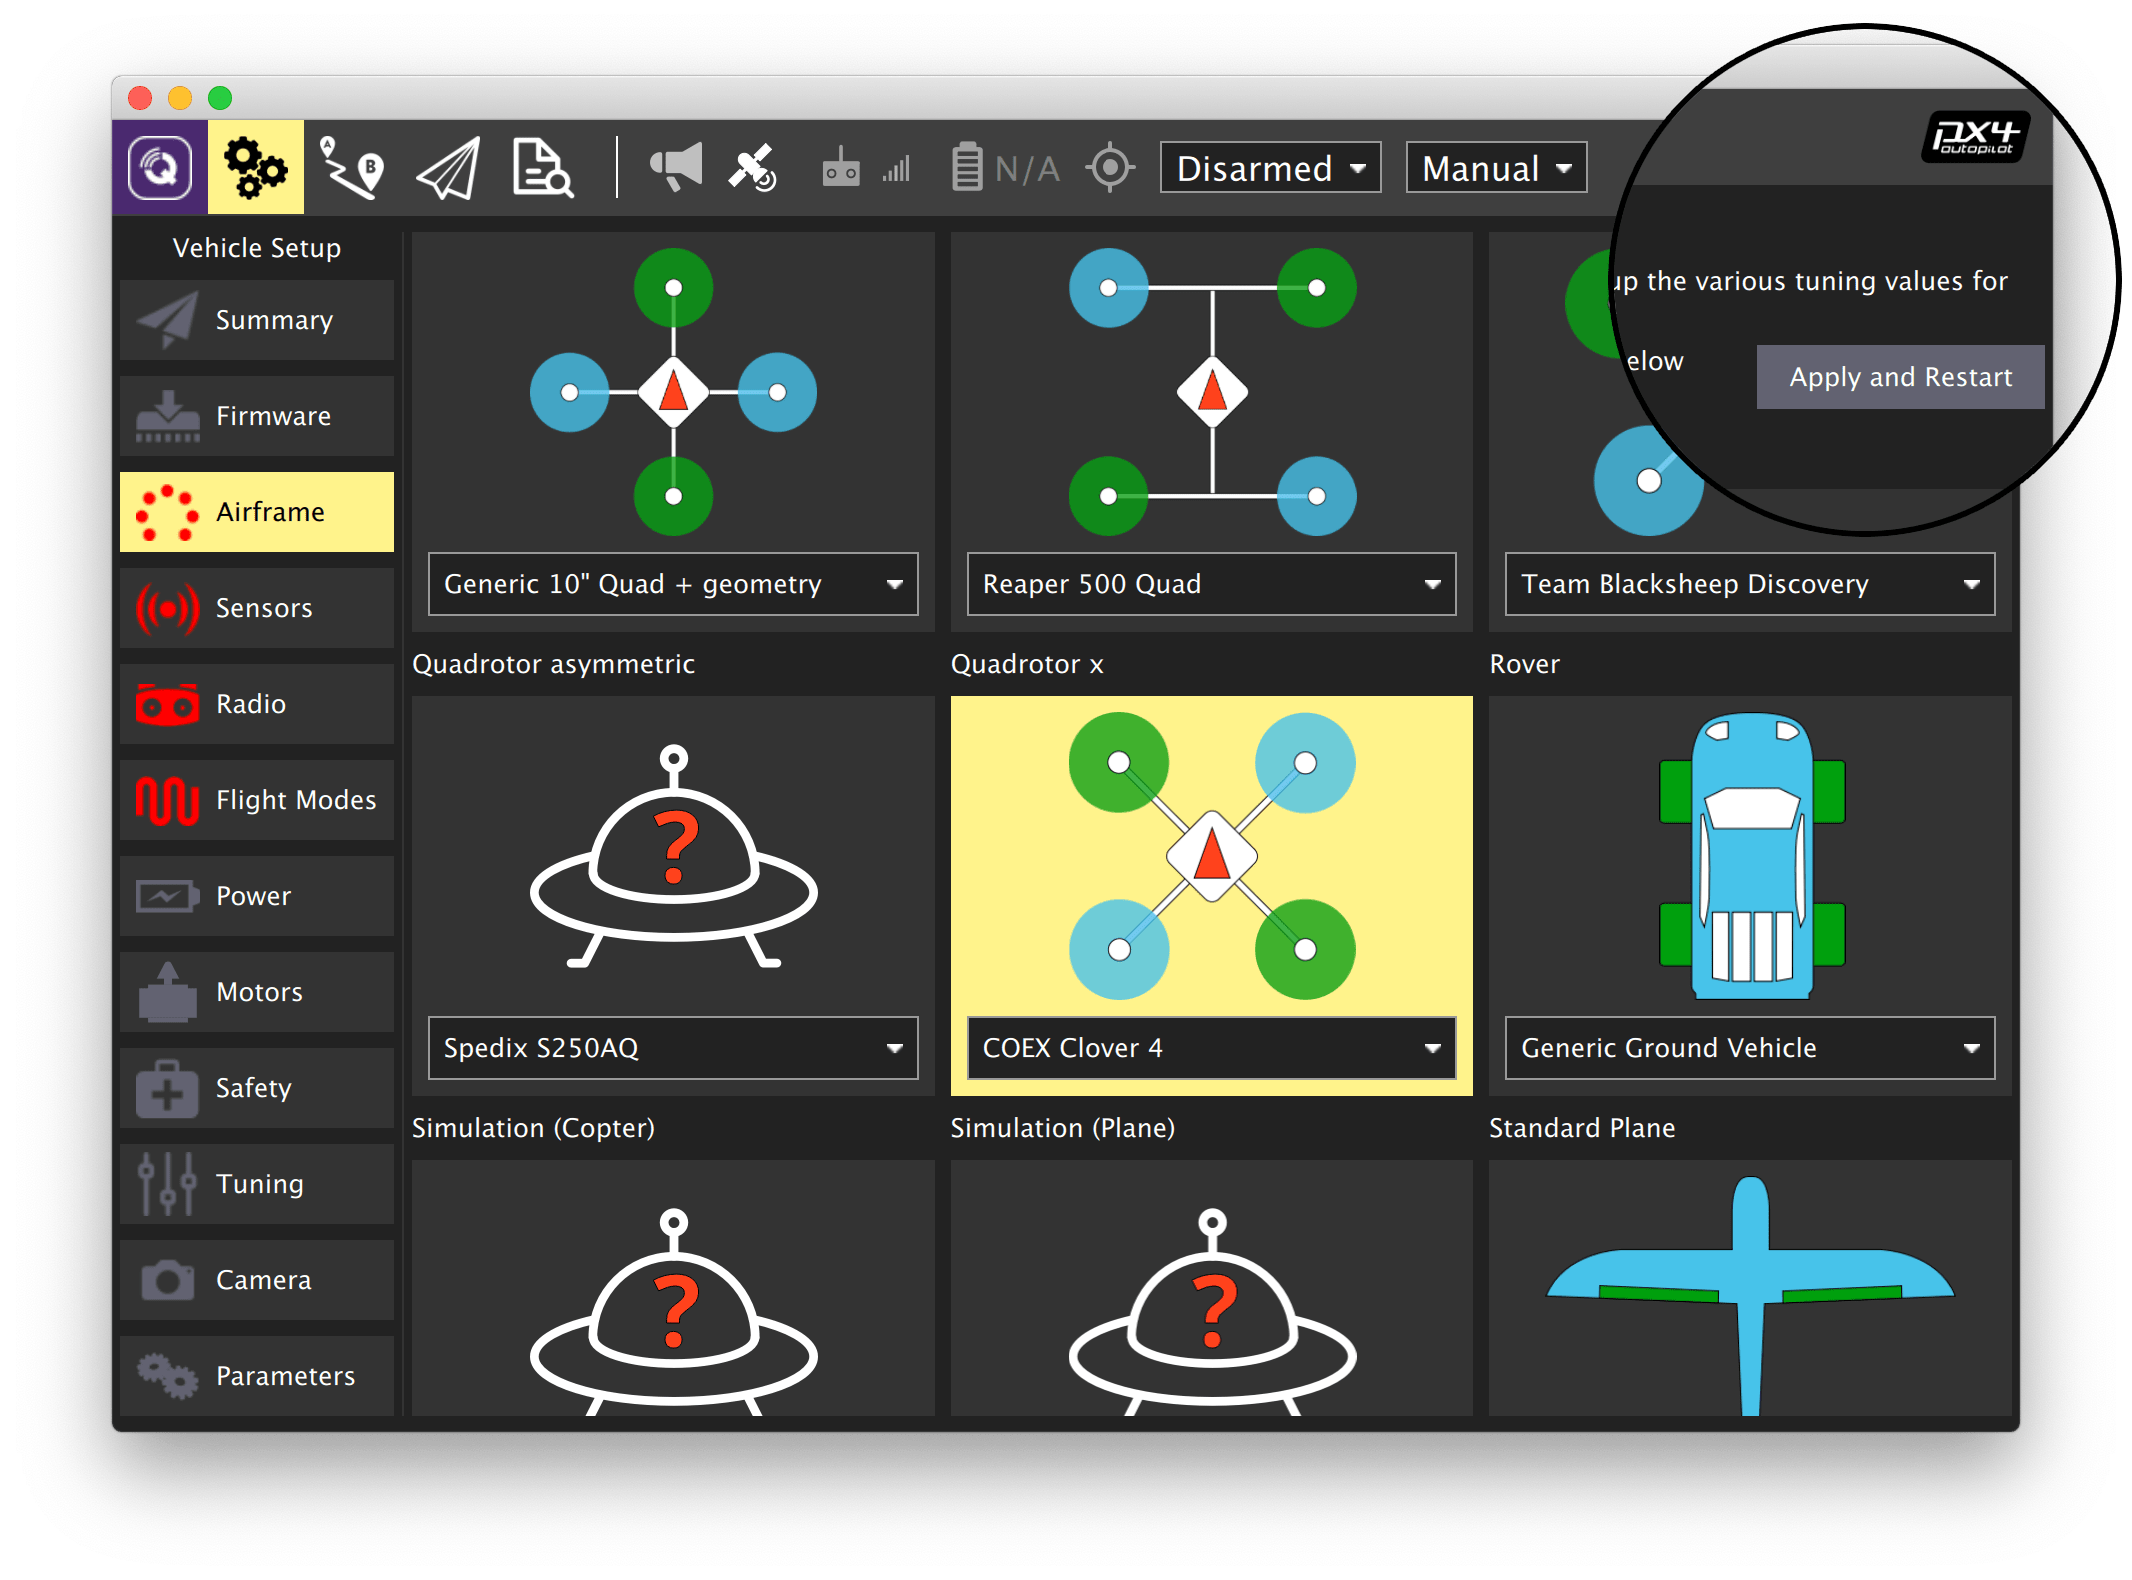 px4
autopilot
N/A
Disarmed
Manual
A
B
Q
Vehicle Setup
Summary
Firmware
Airframe
Sensors
Radio
Flight Modes
Power
Motors
Safety
Tuning
Camera
Parameters
up the various tuning values for
elow
Apply and Restart
Generic 10" Quad + geometry
Reaper 500 Quad
Team Blacksheep Discovery
Quadrotor asymmetric
Quadrotor x
Rover
?
Spedix S250AQ
COEX Clover 4
Generic Ground Vehicle
Simulation (Copter)
Simulation (Plane)
Standard Plane
?
?